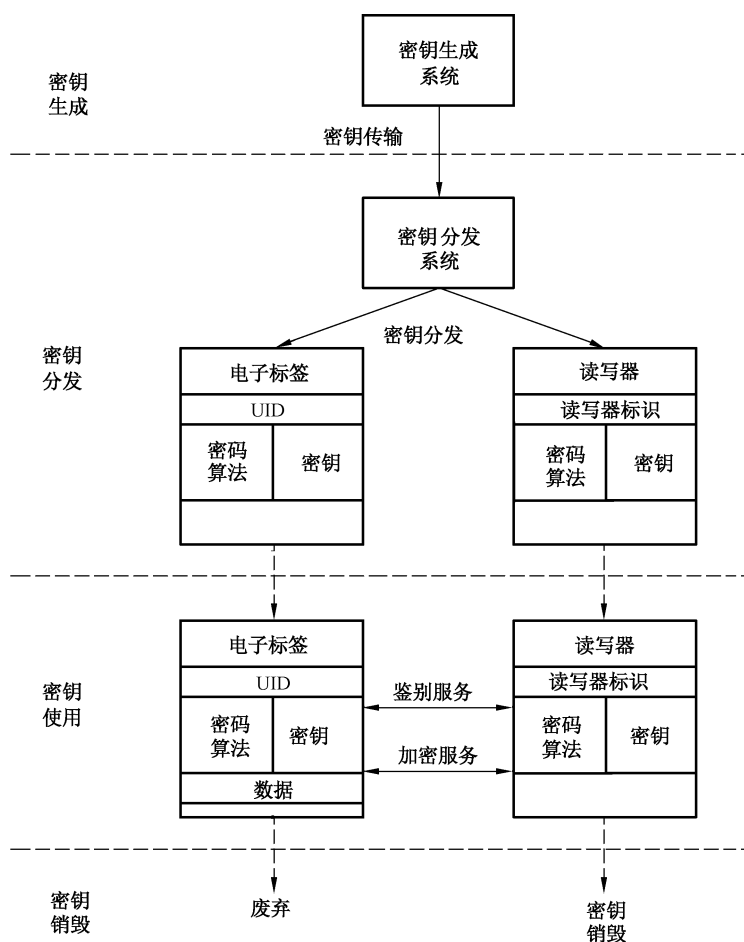 密钥生成
系统
密钥
生成
密钥传输
密钥分发
系统
密钥分发
密钥
分发
电子标签
UID
密码
算法
密钥
读写器
读写器标识
密码
算法
密钥
密钥
使用
电子标签
UID
密码
算法
密钥
数据
鉴别服务
加密服务
读写器
读写器标识
密码
算法
密钥
密钥
销毁
废弃
密钥
销毁